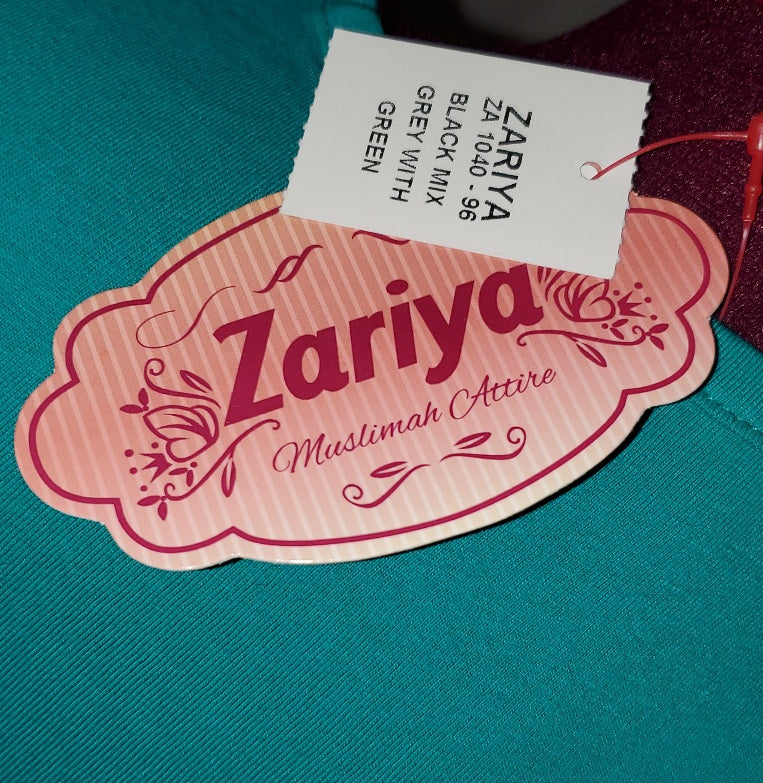 ZARIYA
ZA 1040 - 96
BLACK MIX
GREY WITH
GREEN
Zariya
Muslimah Attire